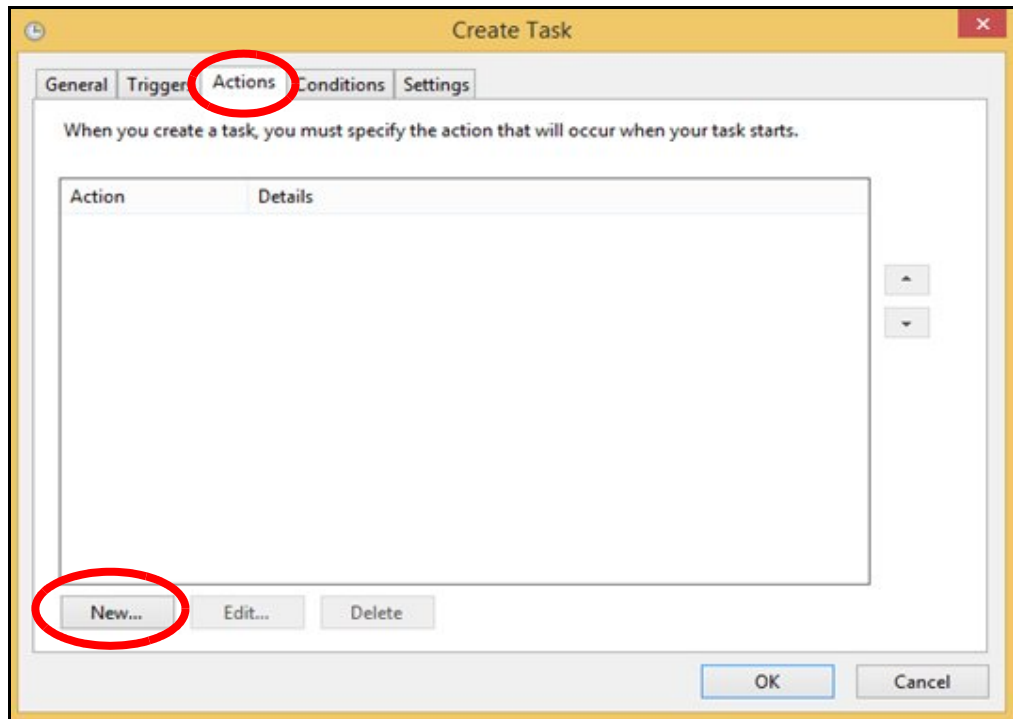 Create Task
General Triggers Actions Conditions Settings
When you create a task, you must specify the action that will occur when your task starts.
Action Details
New... Edit... Delete
OK Cancel